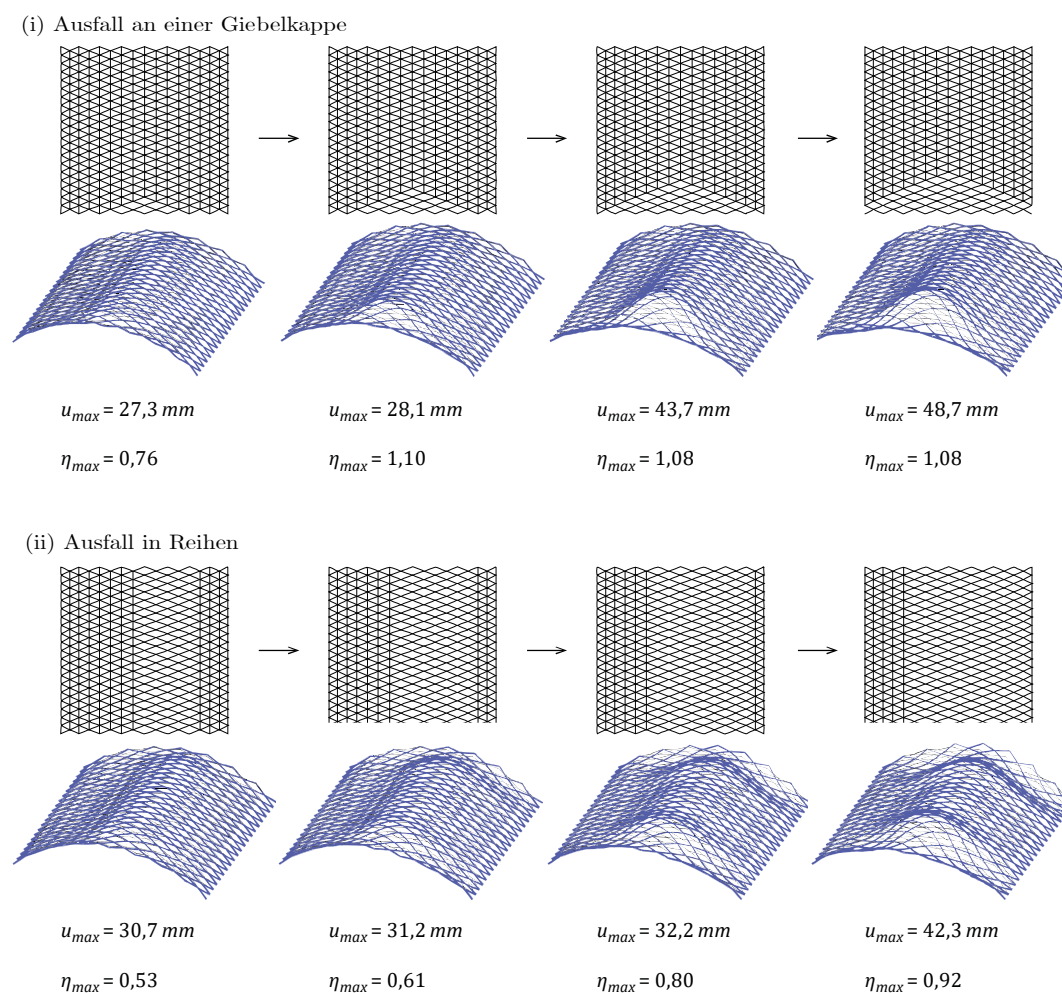 (i) Ausfall an einer Giebelkappe
u_max = 27,3 mm u_max = 28,1 mm u_max = 43,7 mm u_max = 48,7 mm
η_max = 0,76 η_max = 1,10 η_max = 1,08 η_max = 1,08
(ii) Ausfall in Reihen
u_max = 30,7 mm u_max = 31,2 mm u_max = 32,2 mm u_max = 42,3 mm
η_max = 0,53 η_max = 0,61 η_max = 0,80 η_max = 0,92